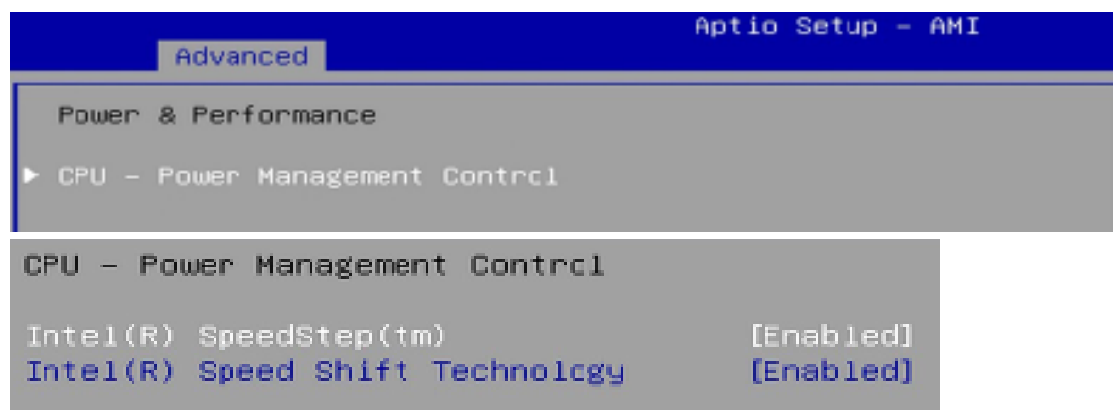 Aptio Setup – AMI
Advanced
Power & Performance
► CPU – Power Management Contrcl
CPU – Power Management Contrcl
Intel(R) SpeedStep(tm) [Enabled]
Intel(R) Speed Shift Technolcgy [Enabled]